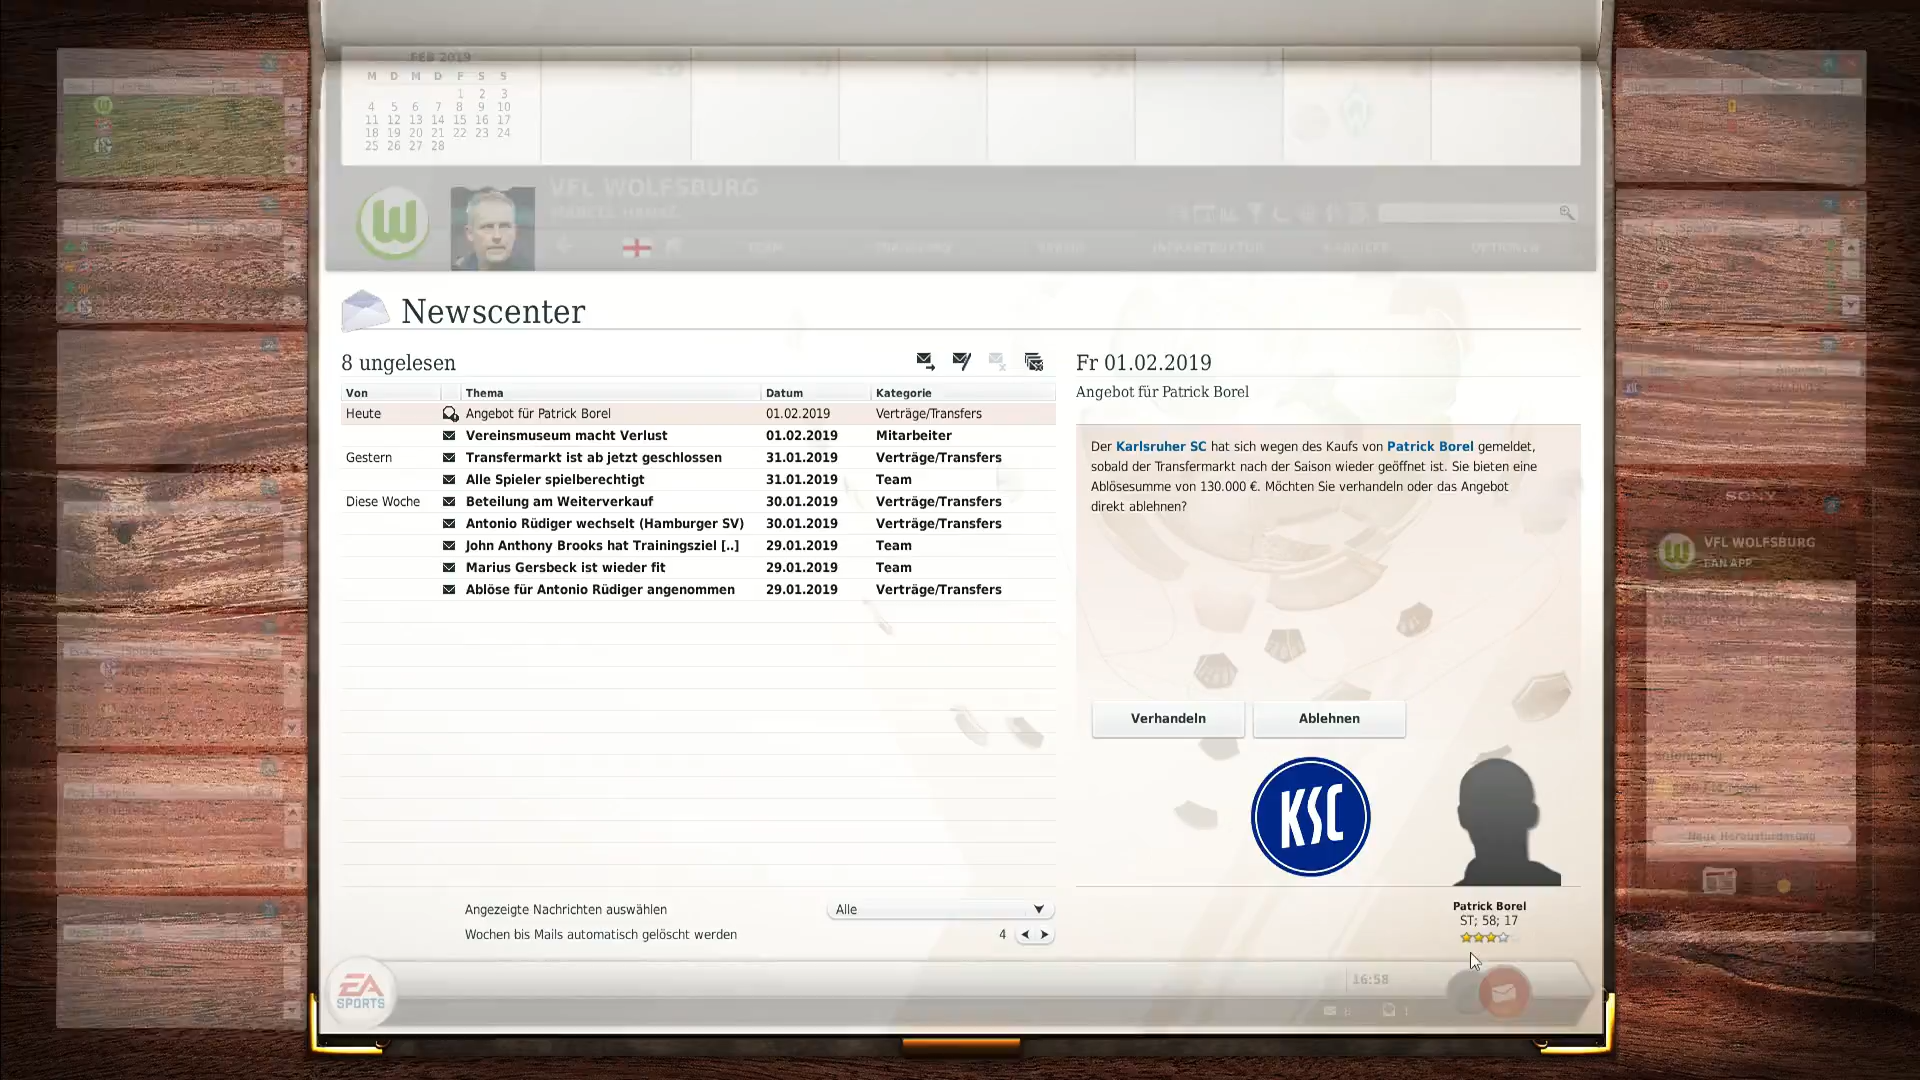 FEB 2019
M D M D F S S
1 2 3
4 5 6 7 8 9 10
11 12 13 14 15 16 17
18 19 20 21 22 23 24
25 26 27 28
VFL WOLFSBURG
TEAM
VEREIN
INFRASTRUKTUR
KARRIERE
OPTIONEN
Newscenter
8 ungelesen
Von Thema Datum Kategorie
Heute Angebot für Patrick Borel 01.02.2019 Verträge/Transfers
Vereinsmuseum macht Verlust 01.02.2019 Mitarbeiter
Gestern Transfermarkt ist ab jetzt geschlossen 31.01.2019 Verträge/Transfers
Alle Spieler spielberechtigt 31.01.2019 Team
Diese Woche Beteilung am Weiterverkauf 30.01.2019 Verträge/Transfers
Antonio Rüdiger wechselt (Hamburger SV) 30.01.2019 Verträge/Transfers
John Anthony Brooks hat Trainingsziel [..] 29.01.2019 Team
Marius Gersbeck ist wieder fit 29.01.2019 Team
Ablöse für Antonio Rüdiger angenommen 29.01.2019 Verträge/Transfers
Angezeigte Nachrichten auswählen Alle
Wochen bis Mails automatisch gelöscht werden 4
Fr 01.02.2019
Angebot für Patrick Borel
Der Karlsruher SC hat sich wegen des Kaufs von Patrick Borel gemeldet,
sobald der Transfermarkt nach der Saison wieder geöffnet ist. Sie bieten eine
Ablösesumme von 130.000 €. Möchten Sie verhandeln oder das Angebot
direkt ablehnen?
Verhandeln Ablehnen
KSC
Patrick Borel
ST; 58; 17
EA
SPORTS
16:58
SONY
VFL WOLFSBURG
FAN APP
Neue Herausforderung